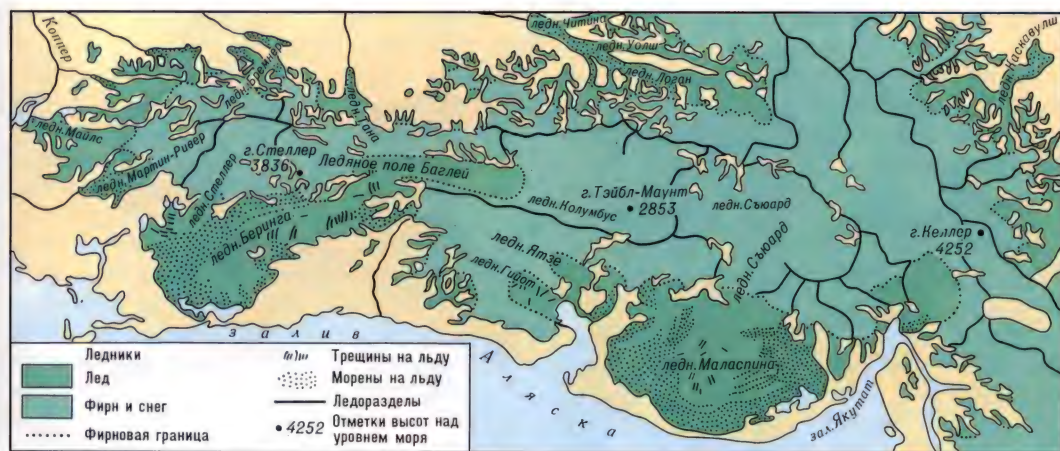 Коппер
ледн. Майлс
ледн. Мартин-Ривер
ледн. Стеллер
г. Стеллер
3836
ледн. Тана
Ледяное поле Баглей
ледн. Беринга
ледн. Читина
ледн. Уолш
ледн. Логан
г. Тэйбл-Маунт
2853
ледн. Колумбус
ледн. Сьюард
ледн. Сьюард
г. Келлер
4252
ледн. Ятзе
ледн. Гийот
ледн. Маласпина
залив
Аляска
зал. Якутат
Ледники
Лед
Фирн и снег
Фирновая граница
Трещины на льду
Морены на льду
Ледоразделы
4252 Отметки высот над
уровнем моря